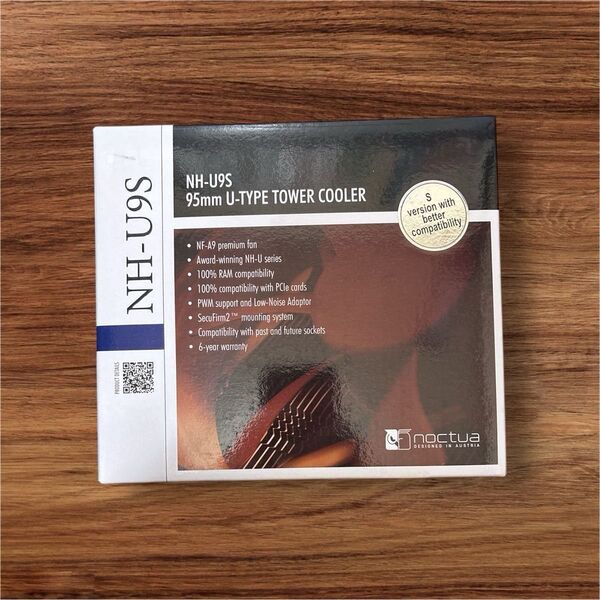 NH-U9S
PRODUCT DETAILS
NH-U9S
95mm U-TYPE TOWER COOLER
S
version with
better
compatibility
• NF-A9 premium fan
• Award-winning NH-U series
• 100% RAM compatibility
• 100% compatibility with PCIe cards
• PWM support and Low-Noise Adaptor
• SecuFirm2™ mounting system
• Compatibility with past and future sockets
• 6-year warranty
noctua
DESIGNED IN AUSTRIA